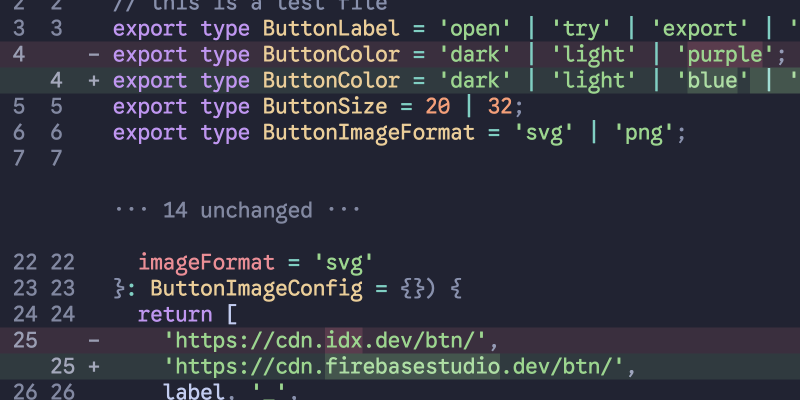 2 2 // this is a test file
3 3 export type ButtonLabel = 'open' | 'try' | 'export' | '
4 - export type ButtonColor = 'dark' | 'light' | 'purple';
4 + export type ButtonColor = 'dark' | 'light' | 'blue' | '
5 5 export type ButtonSize = 20 | 32;
6 6 export type ButtonImageFormat = 'svg' | 'png';
7 7
··· 14 unchanged ···
22 22 imageFormat = 'svg'
23 23 }: ButtonImageConfig = {}) {
24 24 return [
25 - 'https://cdn.idx.dev/btn/',
25 + 'https://cdn.firebasestudio.dev/btn/',
26 26 label, '_',